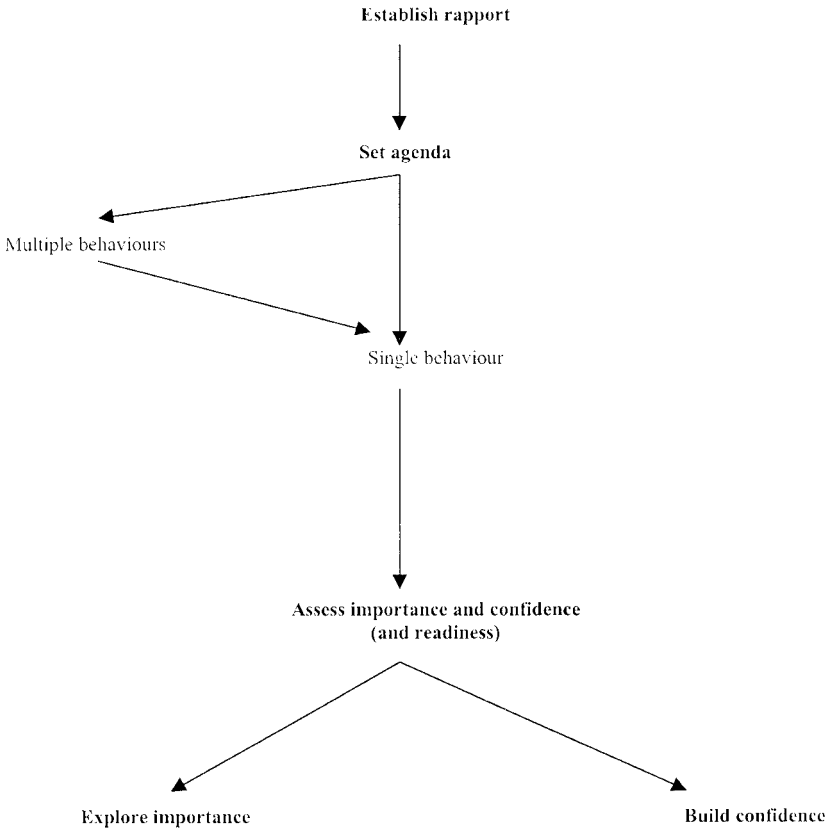 Establish rapport
Set agenda
Multiple behaviours
Single behaviour
Assess importance and confidence
(and readiness)
Explore importance
Build confidence